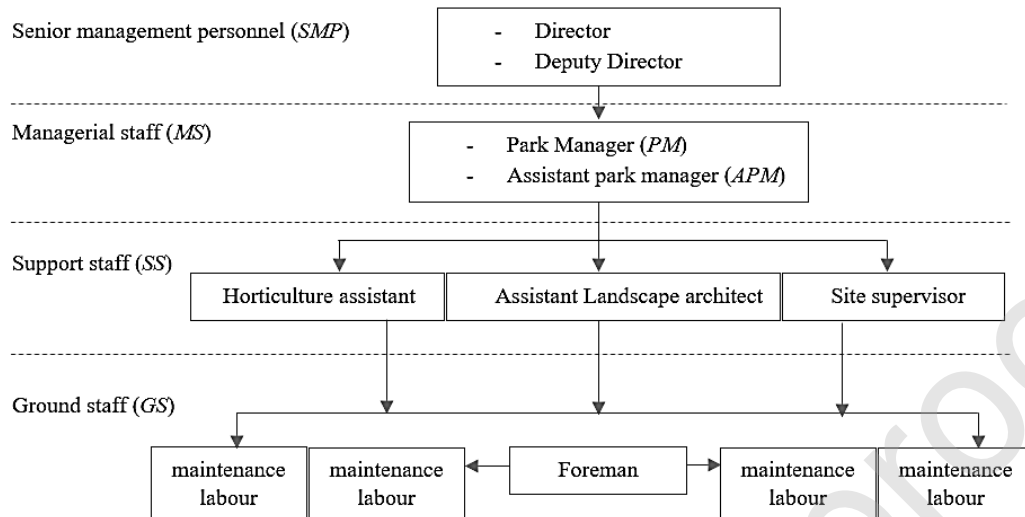 Senior management personnel (SMP)
- Director
- Deputy Director
Managerial staff (MS)
- Park Manager (PM)
- Assistant park manager (APM)
Support staff (SS)
Horticulture assistant
Assistant Landscape architect
Site supervisor
Ground staff (GS)
maintenance
labour
maintenance
labour
Foreman
maintenance
labour
maintenance
labour